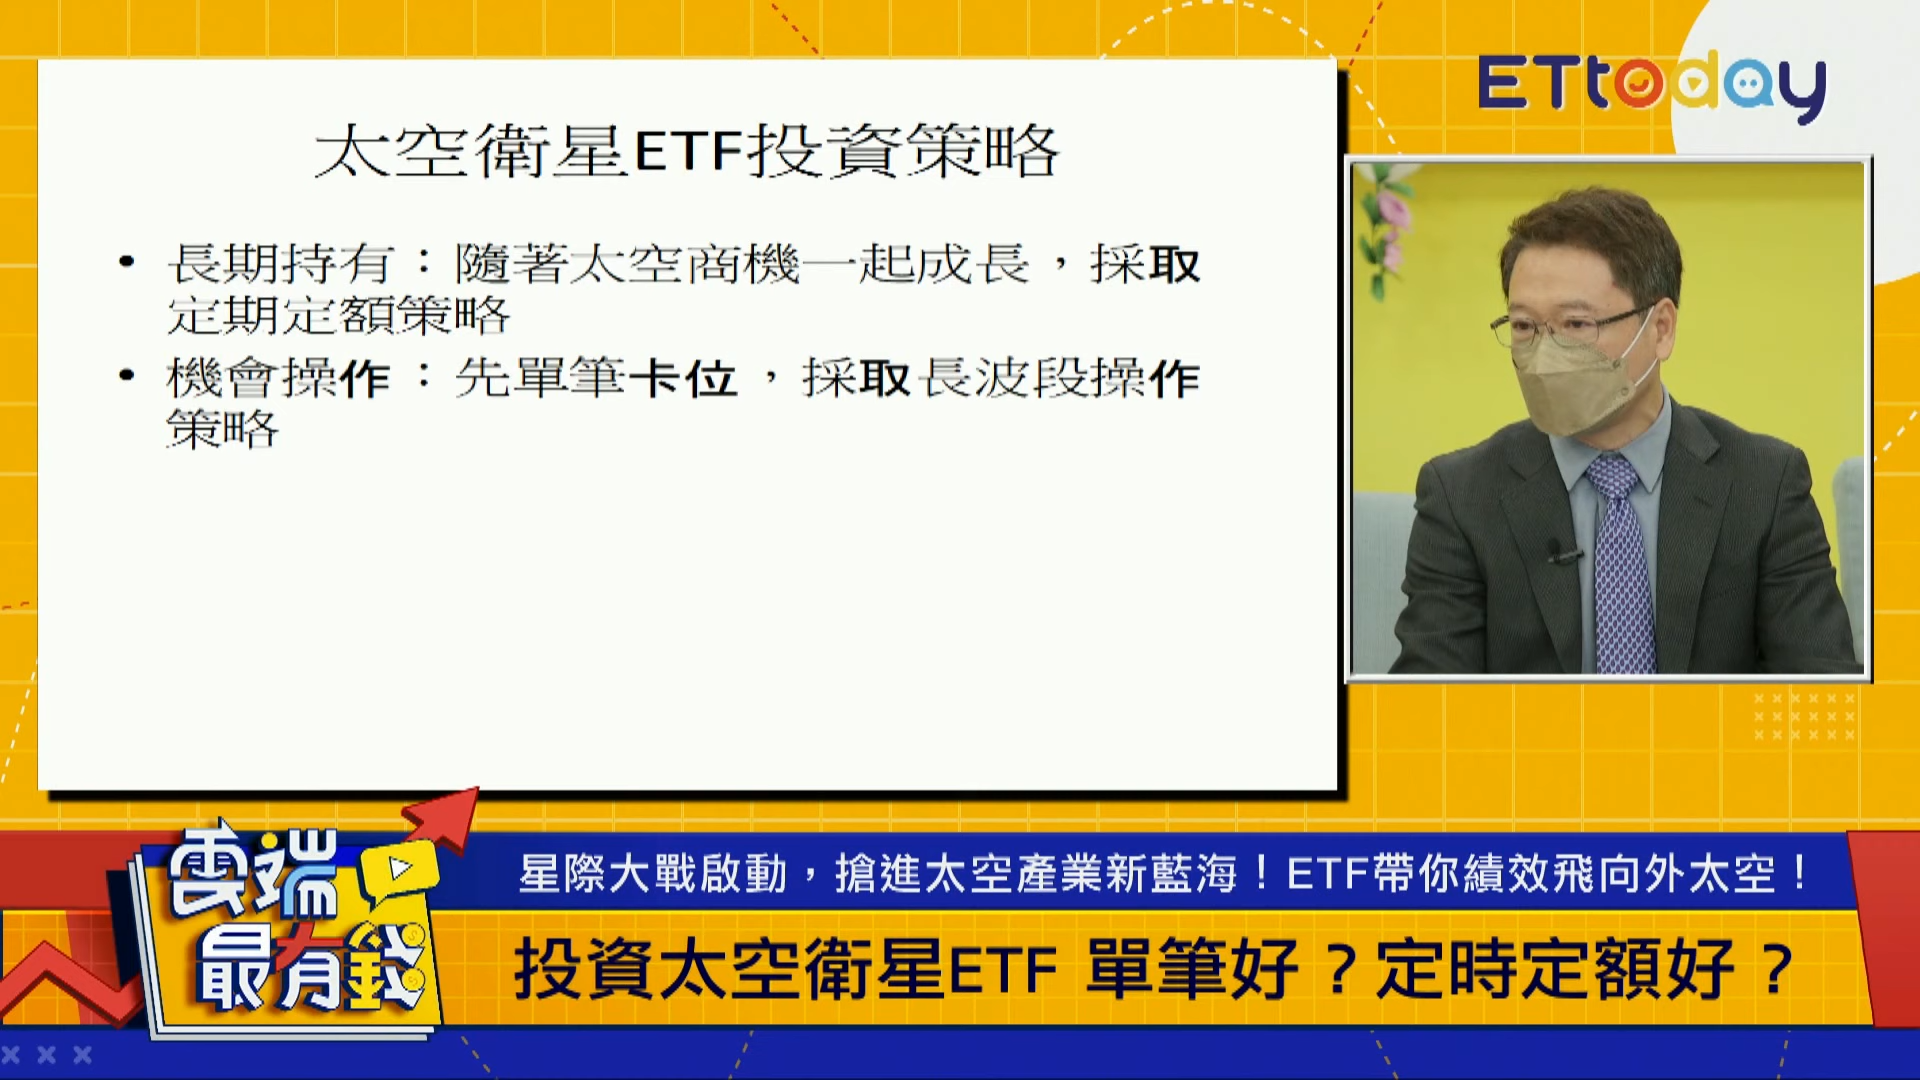 太空衛星ETF投資策略
• 長期持有：隨著太空商機一起成長，採取
定期定額策略
• 機會操作：先單筆卡位，採取長波段操作
策略
ETtoday
雲端
最有錢
星際大戰啟動，搶進太空產業新藍海！ETF帶你績效飛向外太空！
投資太空衛星ETF 單筆好？定時定額好？